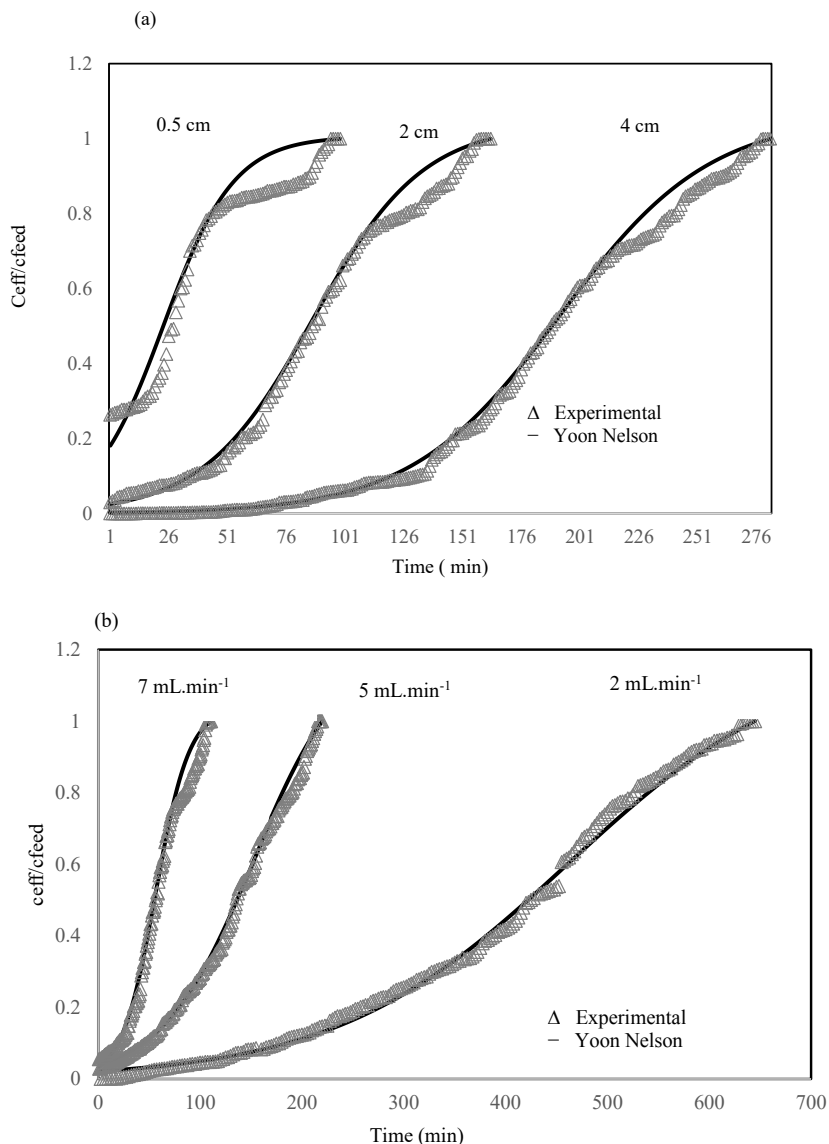 (a)
1.2
0.5 cm
2 cm
4 cm
1
0.8
0.6
0.4
0.2
0
Ceff/cfeed
Δ Experimental
– Yoon Nelson
1 26 51 76 101 126 151 176 201 226 251 276
Time ( min)
(b)
1.2
7 mL.min-1
5 mL.min-1
2 mL.min-1
1
0.8
0.6
0.4
0.2
0
ceff/cfeed
Δ Experimental
– Yoon Nelson
0 100 200 300 400 500 600 700
Time (min)